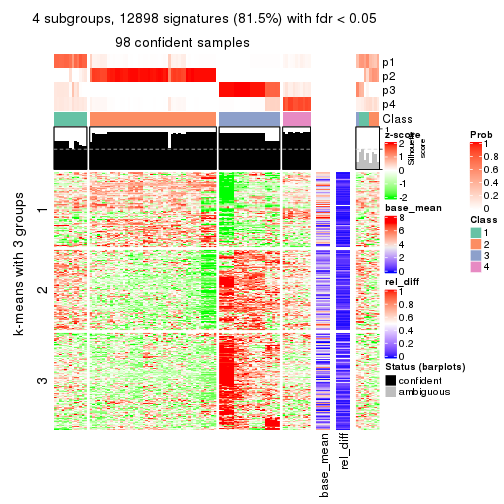 4 subgroups, 12898 signatures (81.5%) with fdr < 0.05
98 confident samples
p1
p2
p3
p4
Class
1
Silhouette score
z-score
2
1
0
-1
-2
base_mean
8
6
4
2
0
rel_diff
1
0.8
0.6
0.4
0.2
0
Status (barplots)
confident
ambiguous
Prob
1
0.8
0.6
0.4
0.2
0
Class
1
2
3
4
k-means with 3 groups
1
2
3
base_mean
rel_diff